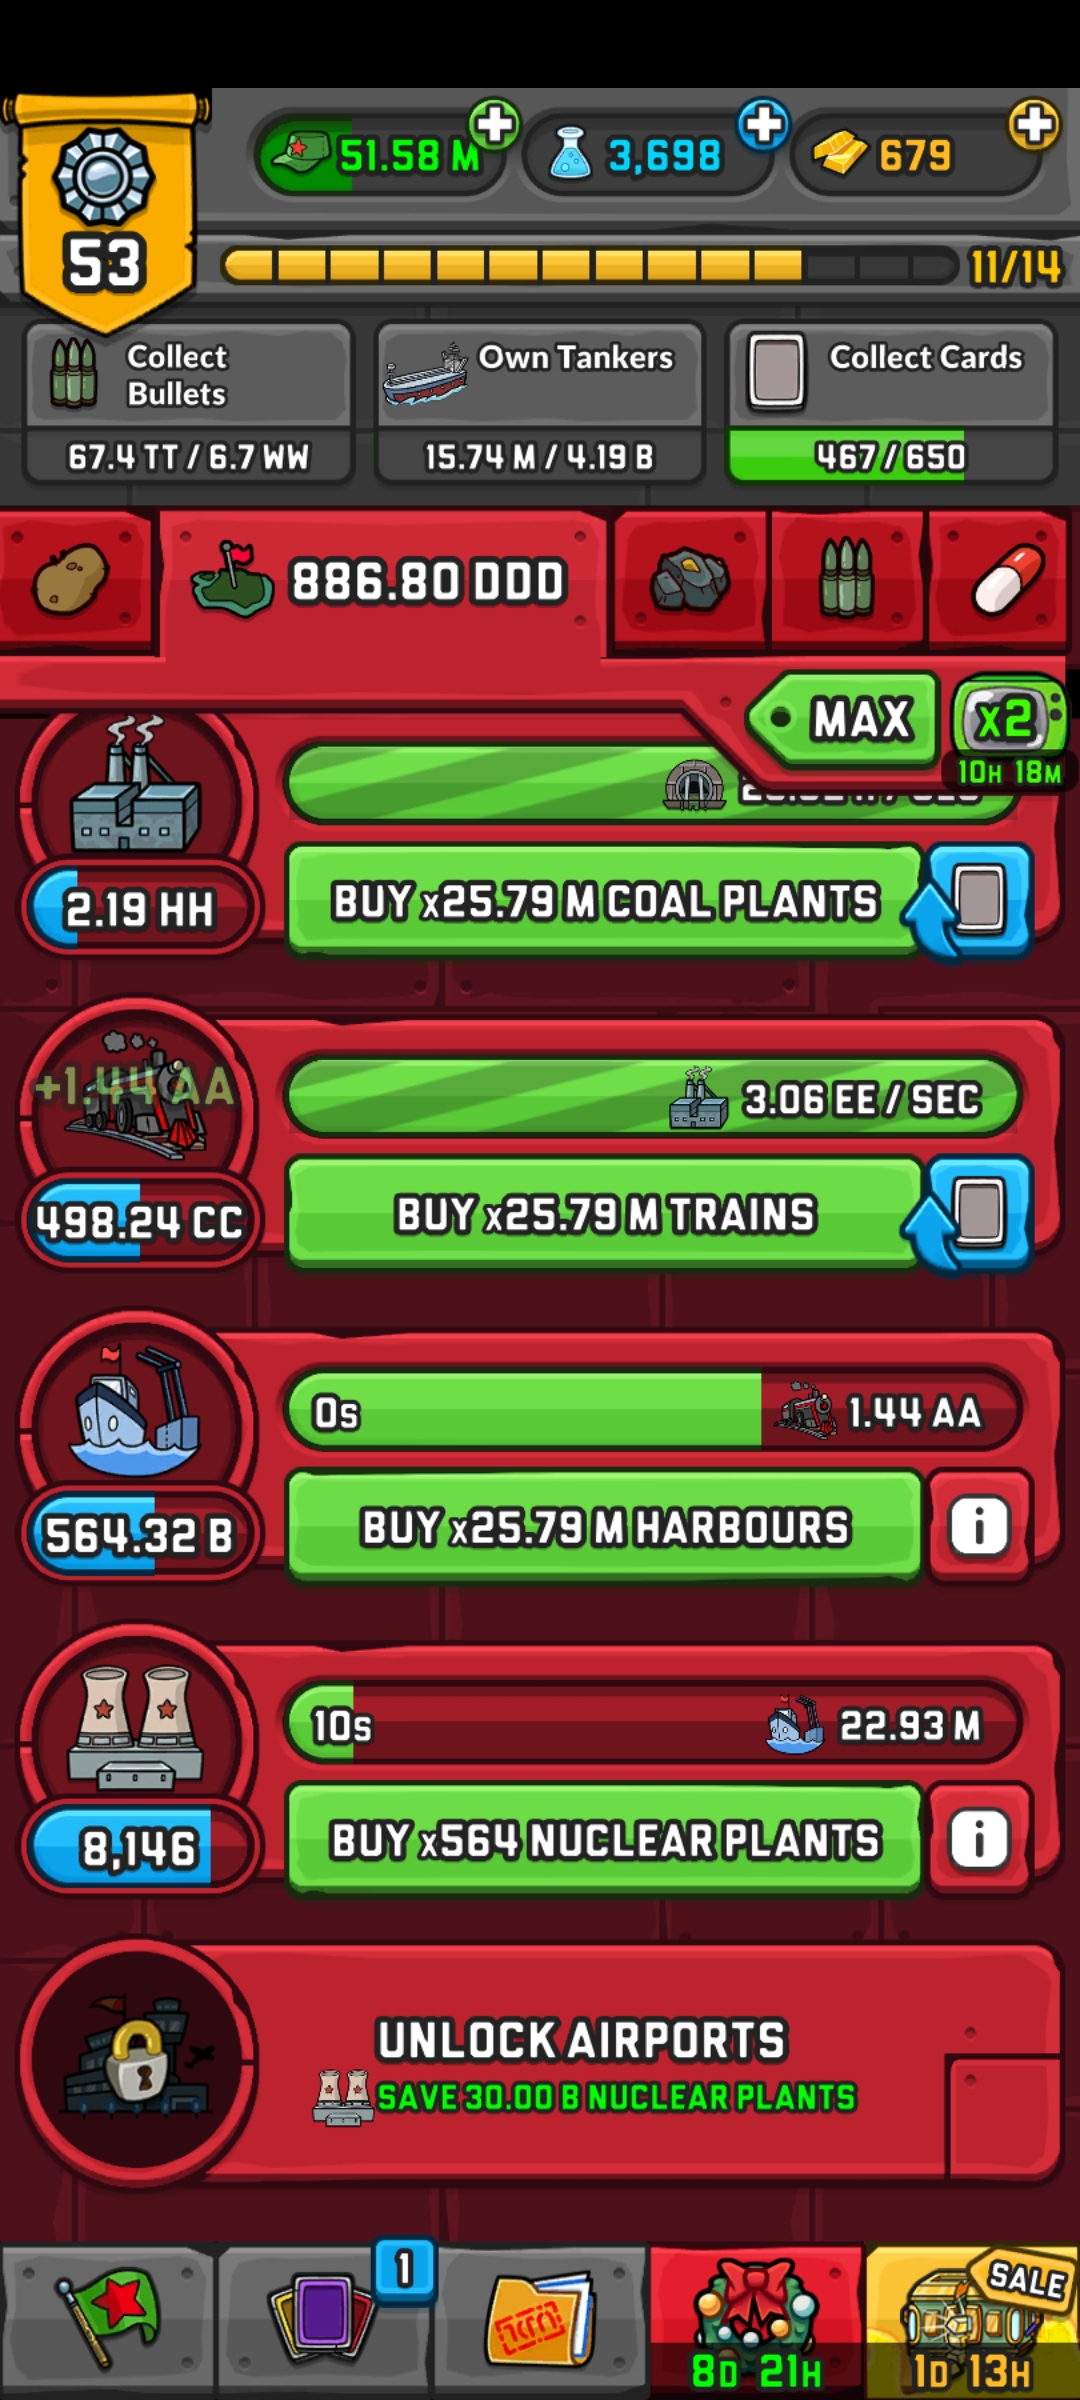 51.58 M
3,698
679
53
11/14
Collect
Bullets
Own Tankers
Collect Cards
67.4 TT / 6.7 WW
15.74 M / 4.19 B
467 / 650
886.80 DDD
MAX
x2
10H 18M
2.19 HH
BUY x25.79 M COAL PLANTS
+1.44 AA
3.06 EE / SEC
498.24 CC
BUY x25.79 M TRAINS
0s
1.44 AA
564.32 B
BUY x25.79 M HARBOURS
i
10s
22.93 M
8,146
BUY x564 NUCLEAR PLANTS
i
UNLOCK AIRPORTS
SAVE 30.00 B NUCLEAR PLANTS
1
SALE
8D 21H
1D 13H